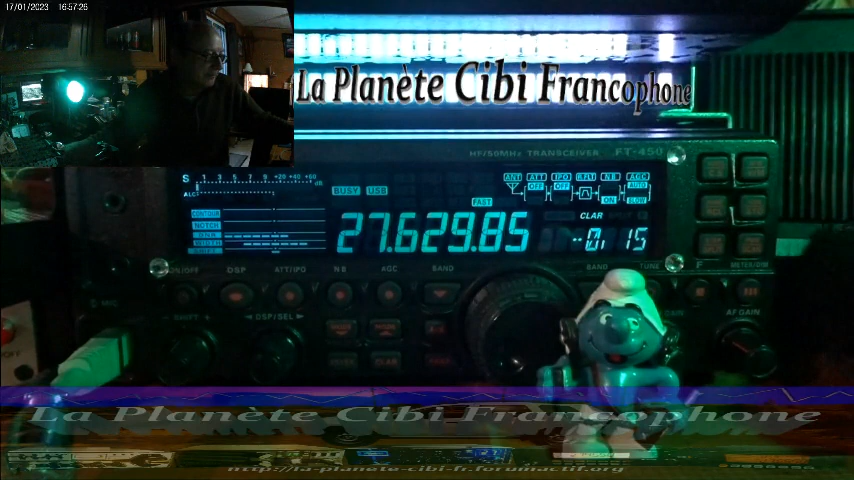 17/01/2023 16:57:26
La Planète Cibi Francophone
HF/50MHz TRANSCEIVER FT-450
S 1 3 5 7 9 +20 +40 +60 dB
ALC
BUSY USB
ANT ATT IPO R.FLT N B AGC
OFF OFF ON AUTO SLOW
FAST
CONTOUR
NOTCH
DNR
WIDTH
SHIFT
27.629.85
CLAR
-0. 15
ON/OFF DSP ATT/IPO NB AGC BAND BAND TUNE F METER/DIM
MIC
- SHIFT + ◄ DSP/SEL ► AF GAIN
CLAR
OFF
La Planète Cibi Francophone
http://la-planete-cibi-fr.forumactif.org